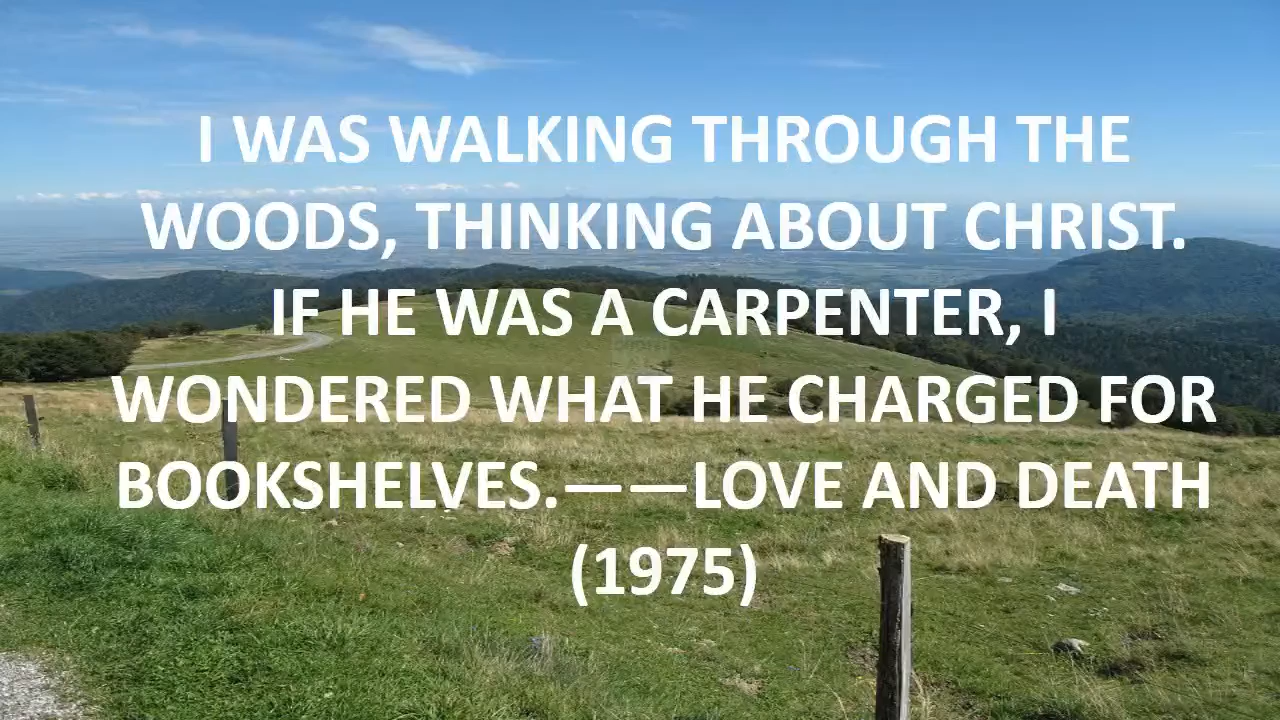 I WAS WALKING THROUGH THE
WOODS, THINKING ABOUT CHRIST.
IF HE WAS A CARPENTER, I
WONDERED WHAT HE CHARGED FOR
BOOKSHELVES.——LOVE AND DEATH
(1975)